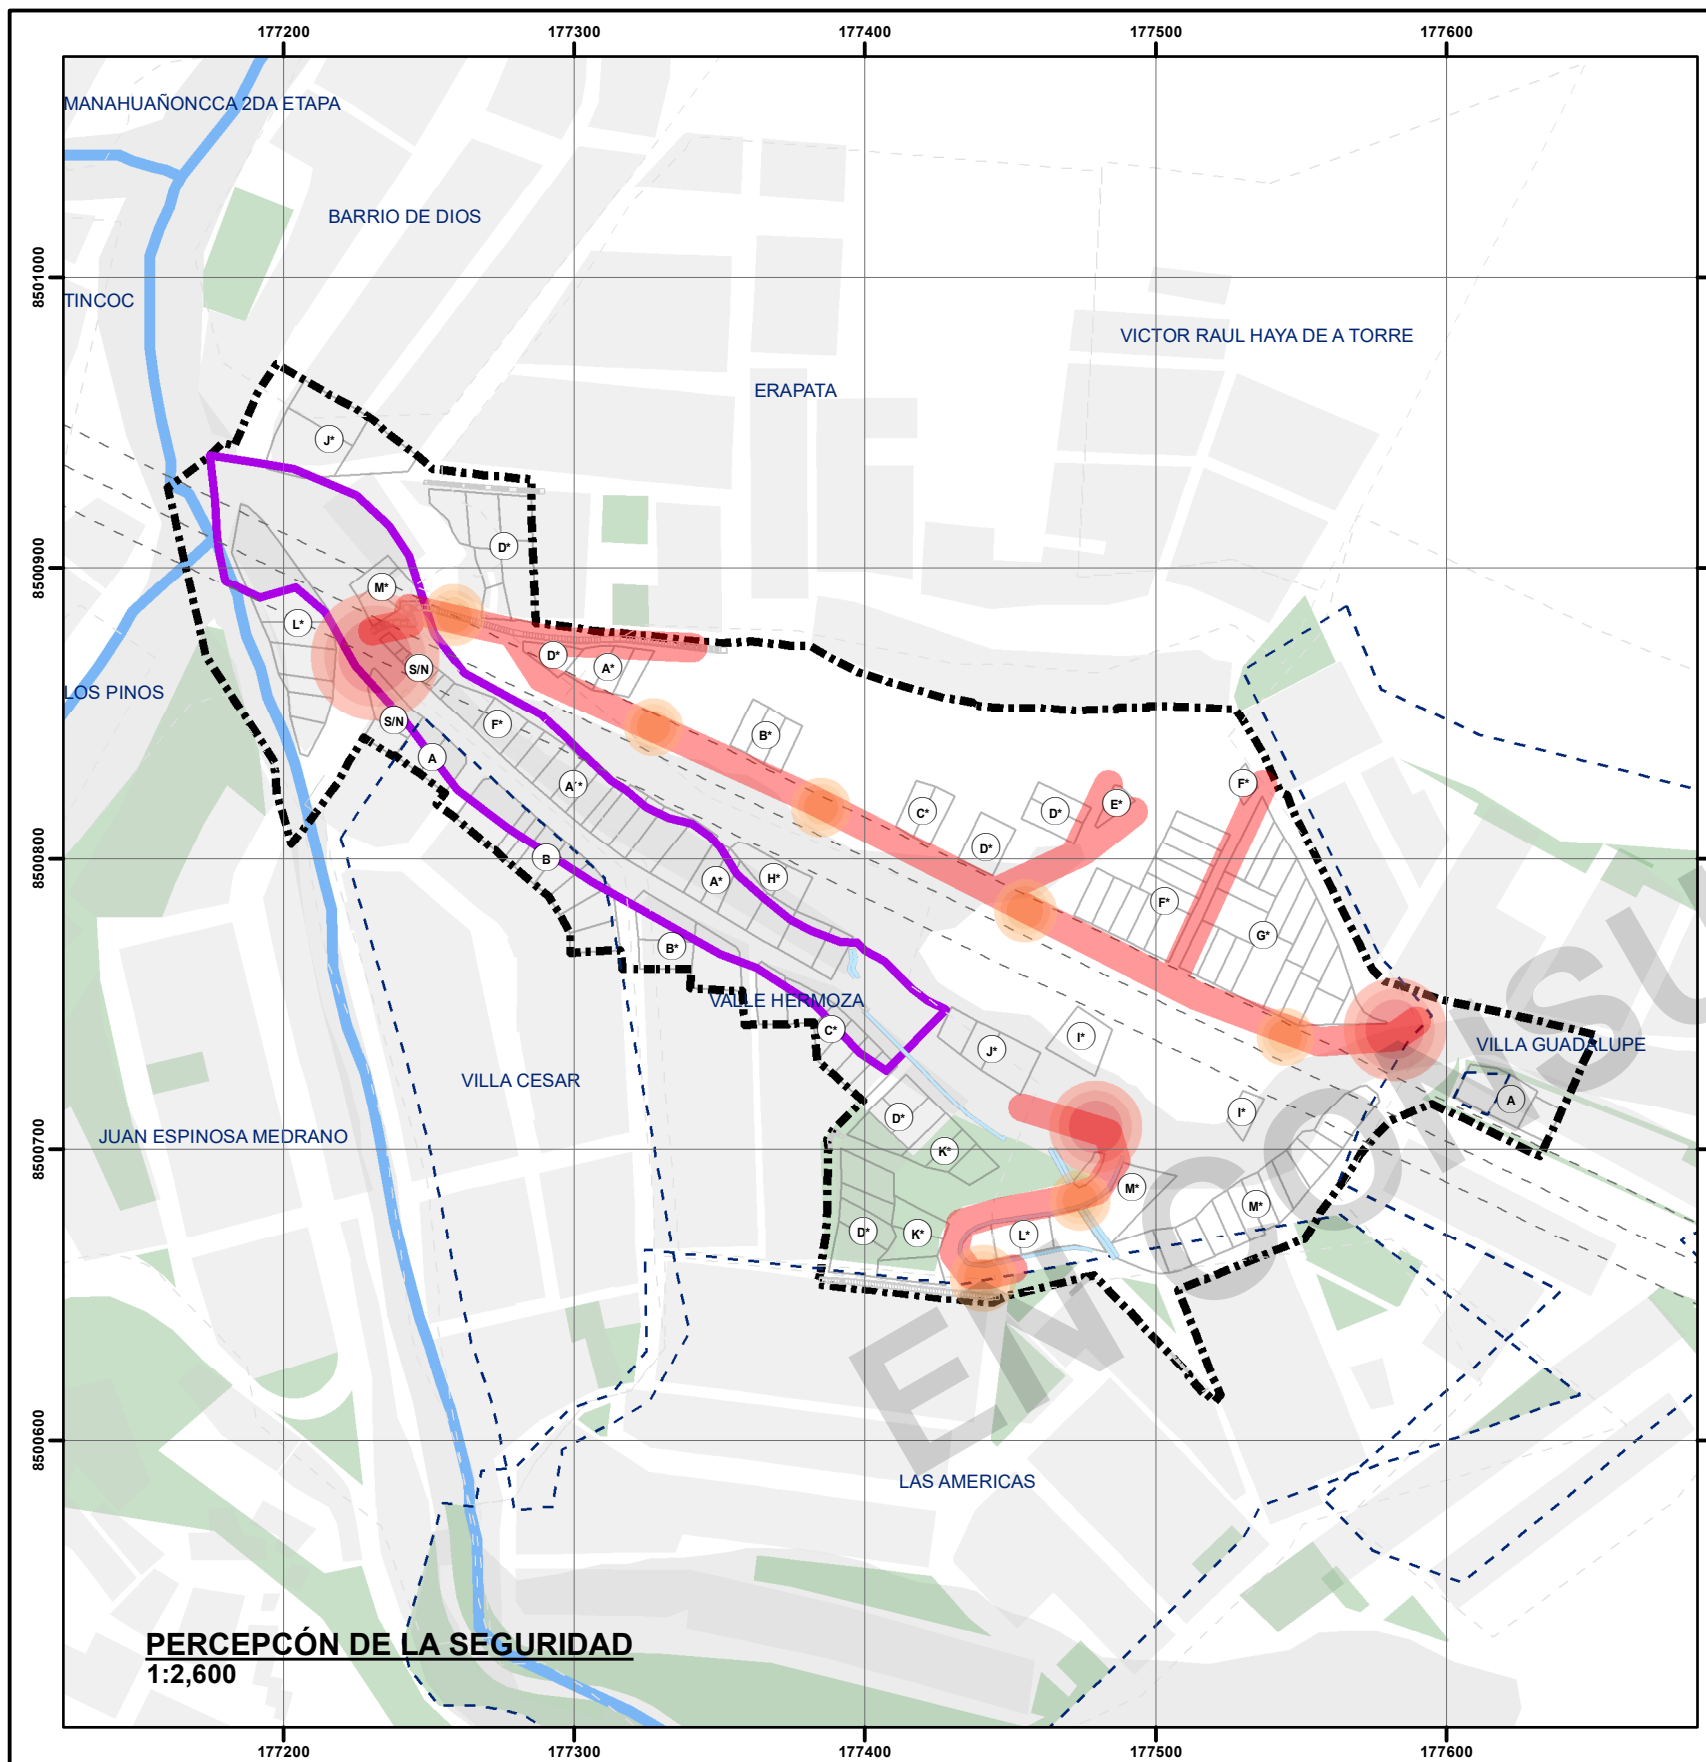 177200 177300 177400 177500 177600
MANAHUAÑONCCA 2DA ETAPA
BARRIO DE DIOS
8501000
TINCOC
VICTOR RAUL HAYA DE A TORRE
ERAPATA
J*
D*
8500900
M*
L*
D*
A*
S/N
LOS PINOS
S/N
F*
B*
A
A'*
F*
E*
C*
D*
D*
8500800
B
A*
H*
F*
B*
G*
VALLE HERMOZA
C*
I*
VILLA GUADALUPE
J*
VILLA CESAR
A
I*
D*
JUAN ESPINOSA MEDRANO
8500700
K*
M*
M*
D*
K*
L*
EN CONSU
8500600
LAS AMERICAS
PERCEPCÓN DE LA SEGURIDAD
1:2,600
177200 177300 177400 177500 177600